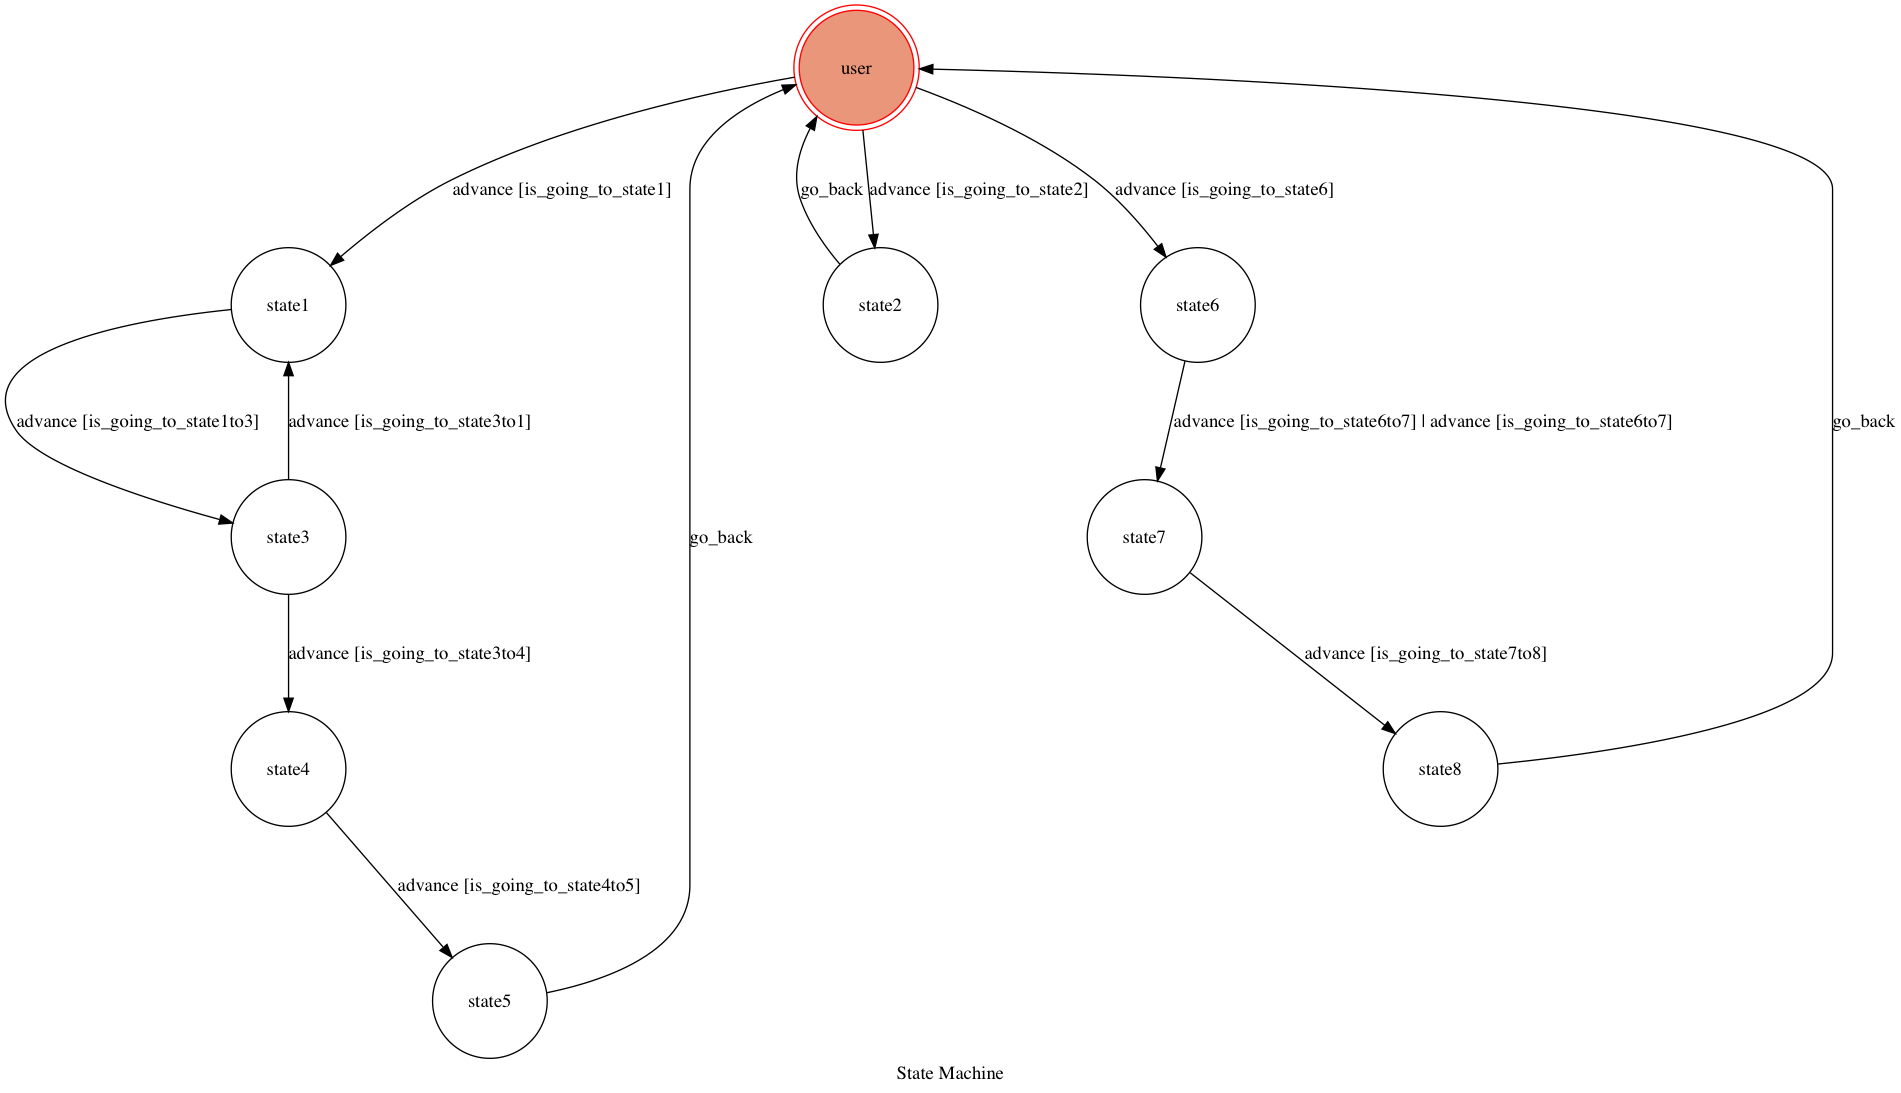 user
advance [is_going_to_state1]
go_back
advance [is_going_to_state2]
advance [is_going_to_state6]
state1
state2
state6
advance [is_going_to_state1to3]
advance [is_going_to_state3to1]
advance [is_going_to_state6to7] | advance [is_going_to_state6to7]
go_back
state3
go_back
state7
advance [is_going_to_state3to4]
advance [is_going_to_state7to8]
state4
state8
advance [is_going_to_state4to5]
state5
State Machine